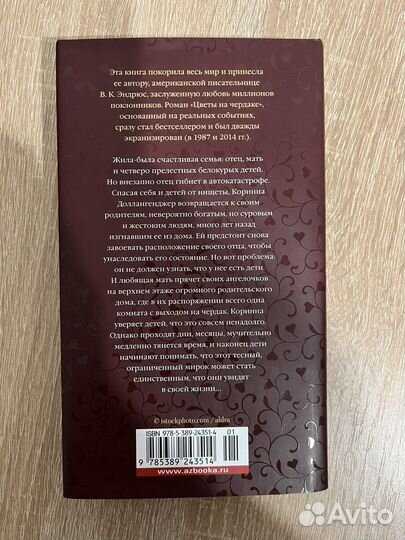 Эта книга покорила весь мир и принесла
ее автору, американской писательнице
В. К. Эндрюс, заслуженную любовь миллионов
поклонников. Роман «Цветы на чердаке»,
основанный на реальных событиях,
сразу стал бестселлером и был дважды
экранизирован (в 1987 и 2014 гг.).
Жила-была счастливая семья: отец, мать
и четверо прелестных белокурых детей.
Но внезапно отец гибнет в автокатастрофе.
Спасая себя и детей от нищеты, Коринна
Доллангенджер возвращается к своим
родителям, невероятно богатым, но суровым
и жестоким людям, много лет назад
изгнавшим ее из дома. Ей предстоит снова
завоевать расположение своего отца, чтобы
унаследовать его состояние. Но вот проблема:
он не должен узнать, что у нее есть дети.
И любящая мать прячет своих ангелочков
на верхнем этаже огромного родительского
дома, где в их распоряжении всего одна
комната с выходом на чердак. Коринна
уверяет детей, что это совсем ненадолго.
Однако проходят дни, месяцы, мучительно
медленно тянется время, и наконец дети
начинают понимать, что этот тесный,
ограниченный мирок может стать
единственным, что они увидят
в своей жизни...
© istockphoto.com / aldra
ISBN 978-5-389-24351-4
01
9 785389 243514
www.azbooka.ru
Avito